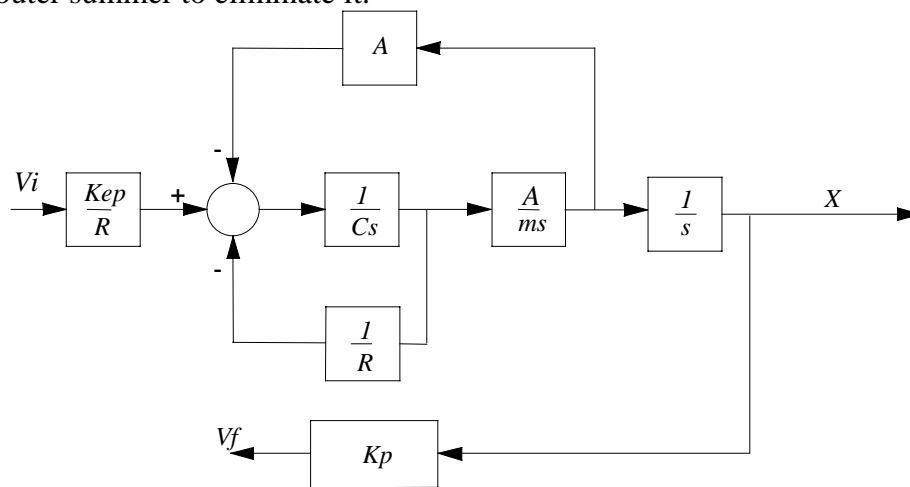 outer summer to eliminate it.
A
-
Vi
Kep
R
+
1
Cs
A
ms
1
s
X
-
1
R
Vf
Kp